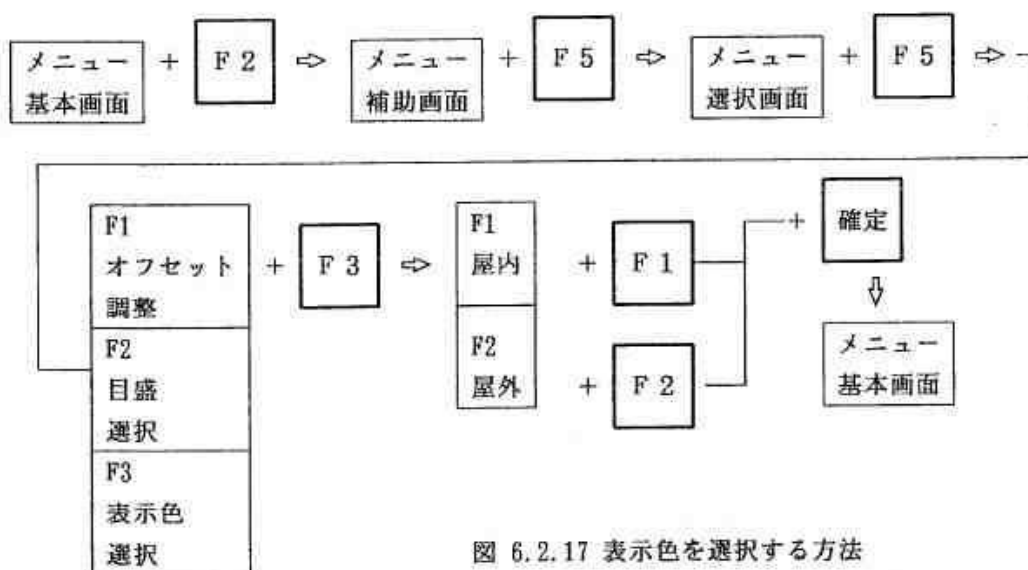 メニュー
基本画面
+
F 2
⇨
メニュー
補助画面
+
F 5
⇨
メニュー
選択画面
+
F 5
⇨
F1
オフセット
調整
F2
目盛
選択
F3
表示色
選択
+
F 3
⇨
F1
屋内
F2
屋外
+
F 1
+
F 2
+
確定
⇩
メニュー
基本画面
図 6.2.17 表示色を選択する方法